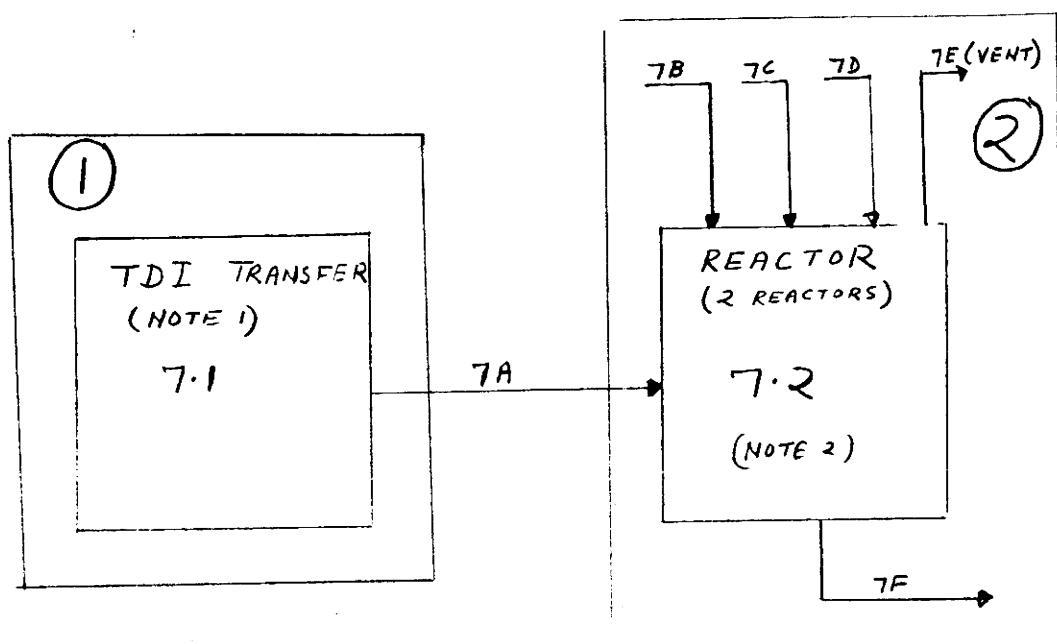 7B
7C
7D
7E (VENT)
①
②
TDI TRANSFER
(NOTE 1)
7.1
7A
REACTOR
(2 REACTORS)
7.2
(NOTE 2)
7F